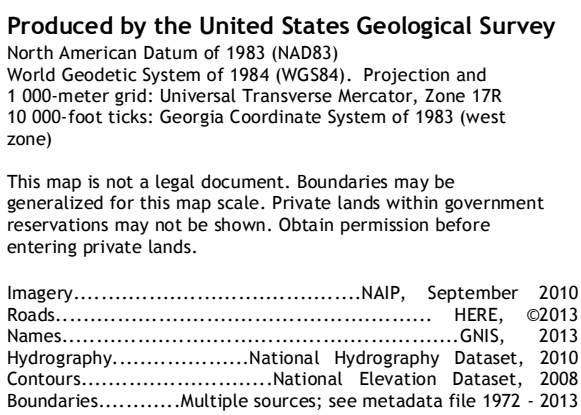 Produced by the United States Geological Survey
North American Datum of 1983 (NAD83)
World Geodetic System of 1984 (WGS84). Projection and
1 000-meter grid: Universal Transverse Mercator, Zone 17R
10 000-foot ticks: Georgia Coordinate System of 1983 (west
zone)
This map is not a legal document. Boundaries may be
generalized for this map scale. Private lands within government
reservations may not be shown. Obtain permission before
entering private lands.
Imagery.....................................NAIP, September 2010
Roads................................................ HERE, ©2013
Names...................................................GNIS, 2013
Hydrography..................National Hydrography Dataset, 2010
Contours.........................National Elevation Dataset, 2008
Boundaries...........Multiple sources; see metadata file 1972 - 2013